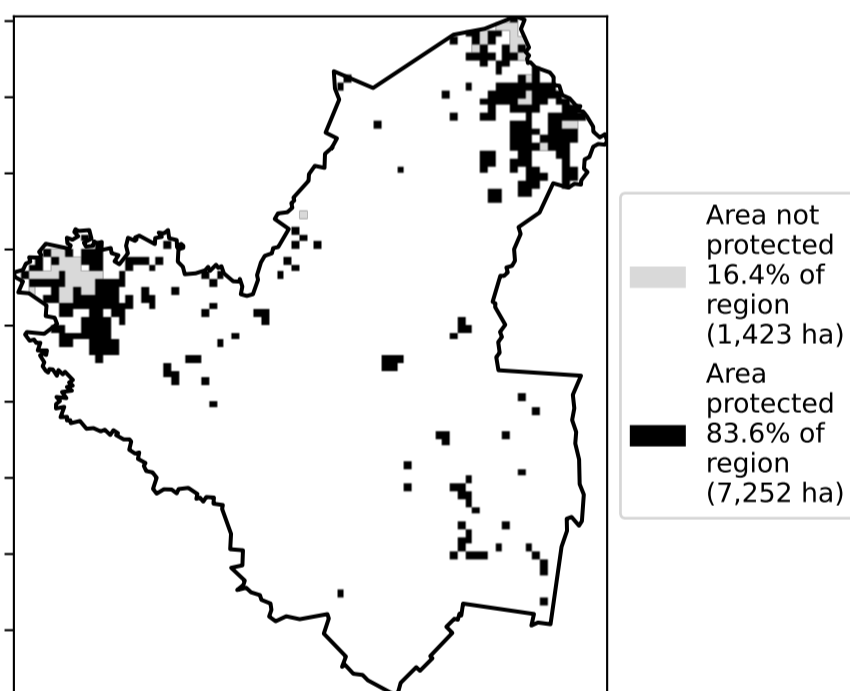 Area not
protected
16.4% of
region
(1,423 ha)
Area
protected
83.6% of
region
(7,252 ha)